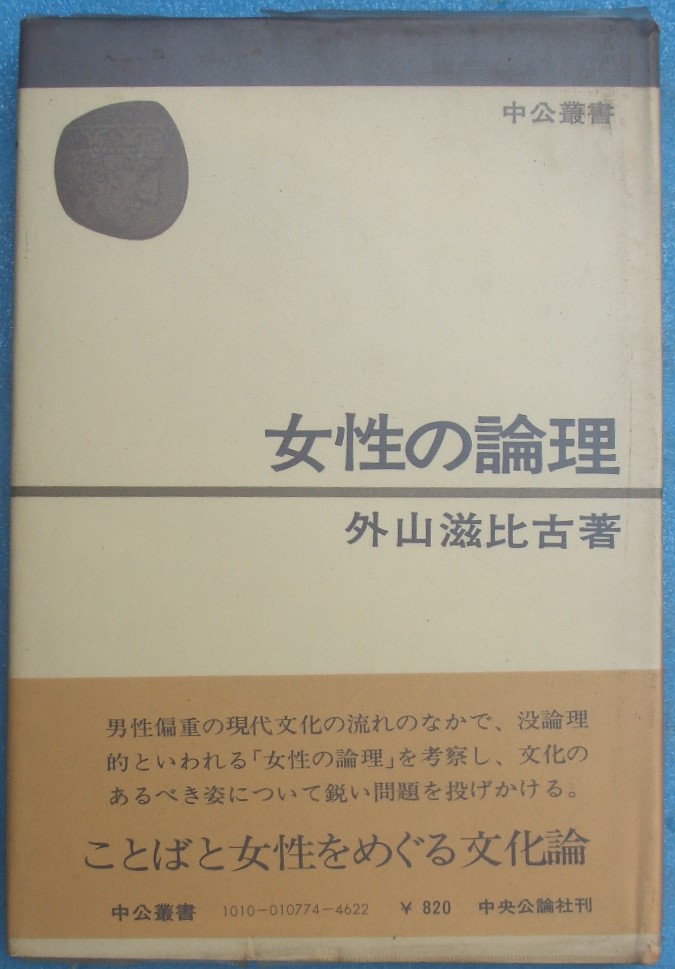 中公叢書
女性の論理
外山滋比古著
男性偏重の現代文化の流れのなかで、没論理
的といわれる「女性の論理」を考察し、文化の
あるべき姿について鋭い問題を投げかける。
ことばと女性をめぐる文化論
中公叢書 1010-010774-4622 ¥ 820 中央公論社刊